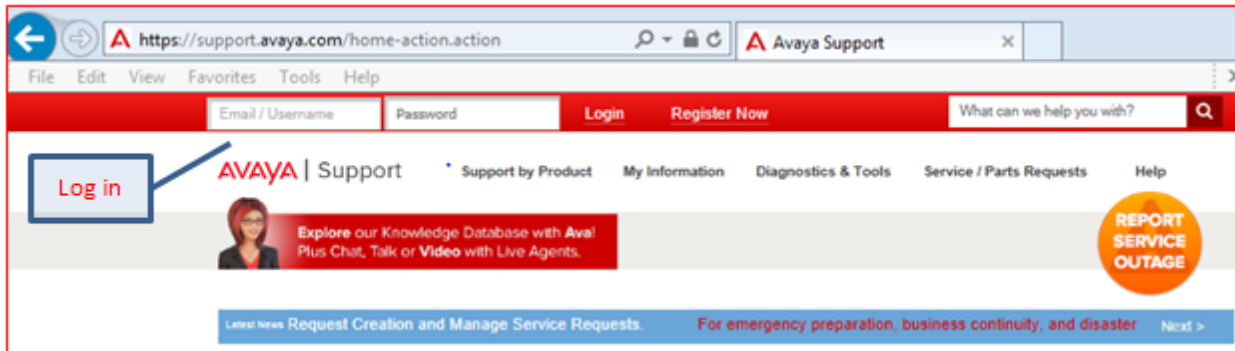 https://support.avaya.com/home-action.action
Avaya Support
File Edit View Favorites Tools Help
Email / Username Password Login Register Now What can we help you with?
Log in
AVAYA | Support Support by Product My Information Diagnostics & Tools Service / Parts Requests Help
Explore our Knowledge Database with Ava!
Plus Chat, Talk or Video with Live Agents.
REPORT
SERVICE
OUTAGE
Latest News Request Creation and Manage Service Requests. For emergency preparation, business continuity, and disaster Next >